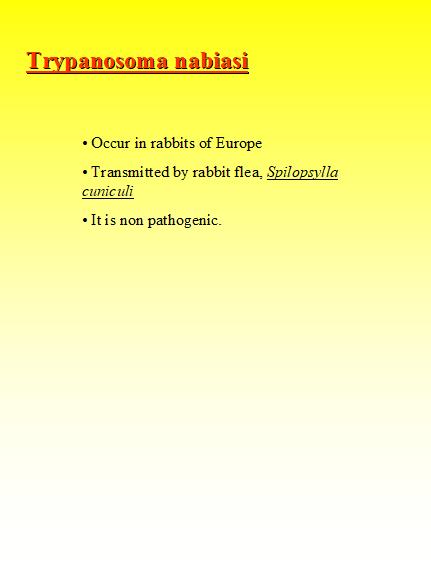 Trypanosoma nabiasi
• Occur in rabbits of Europe
• Transmitted by rabbit flea, Spilopsylla
cuniculi
• It is non pathogenic.